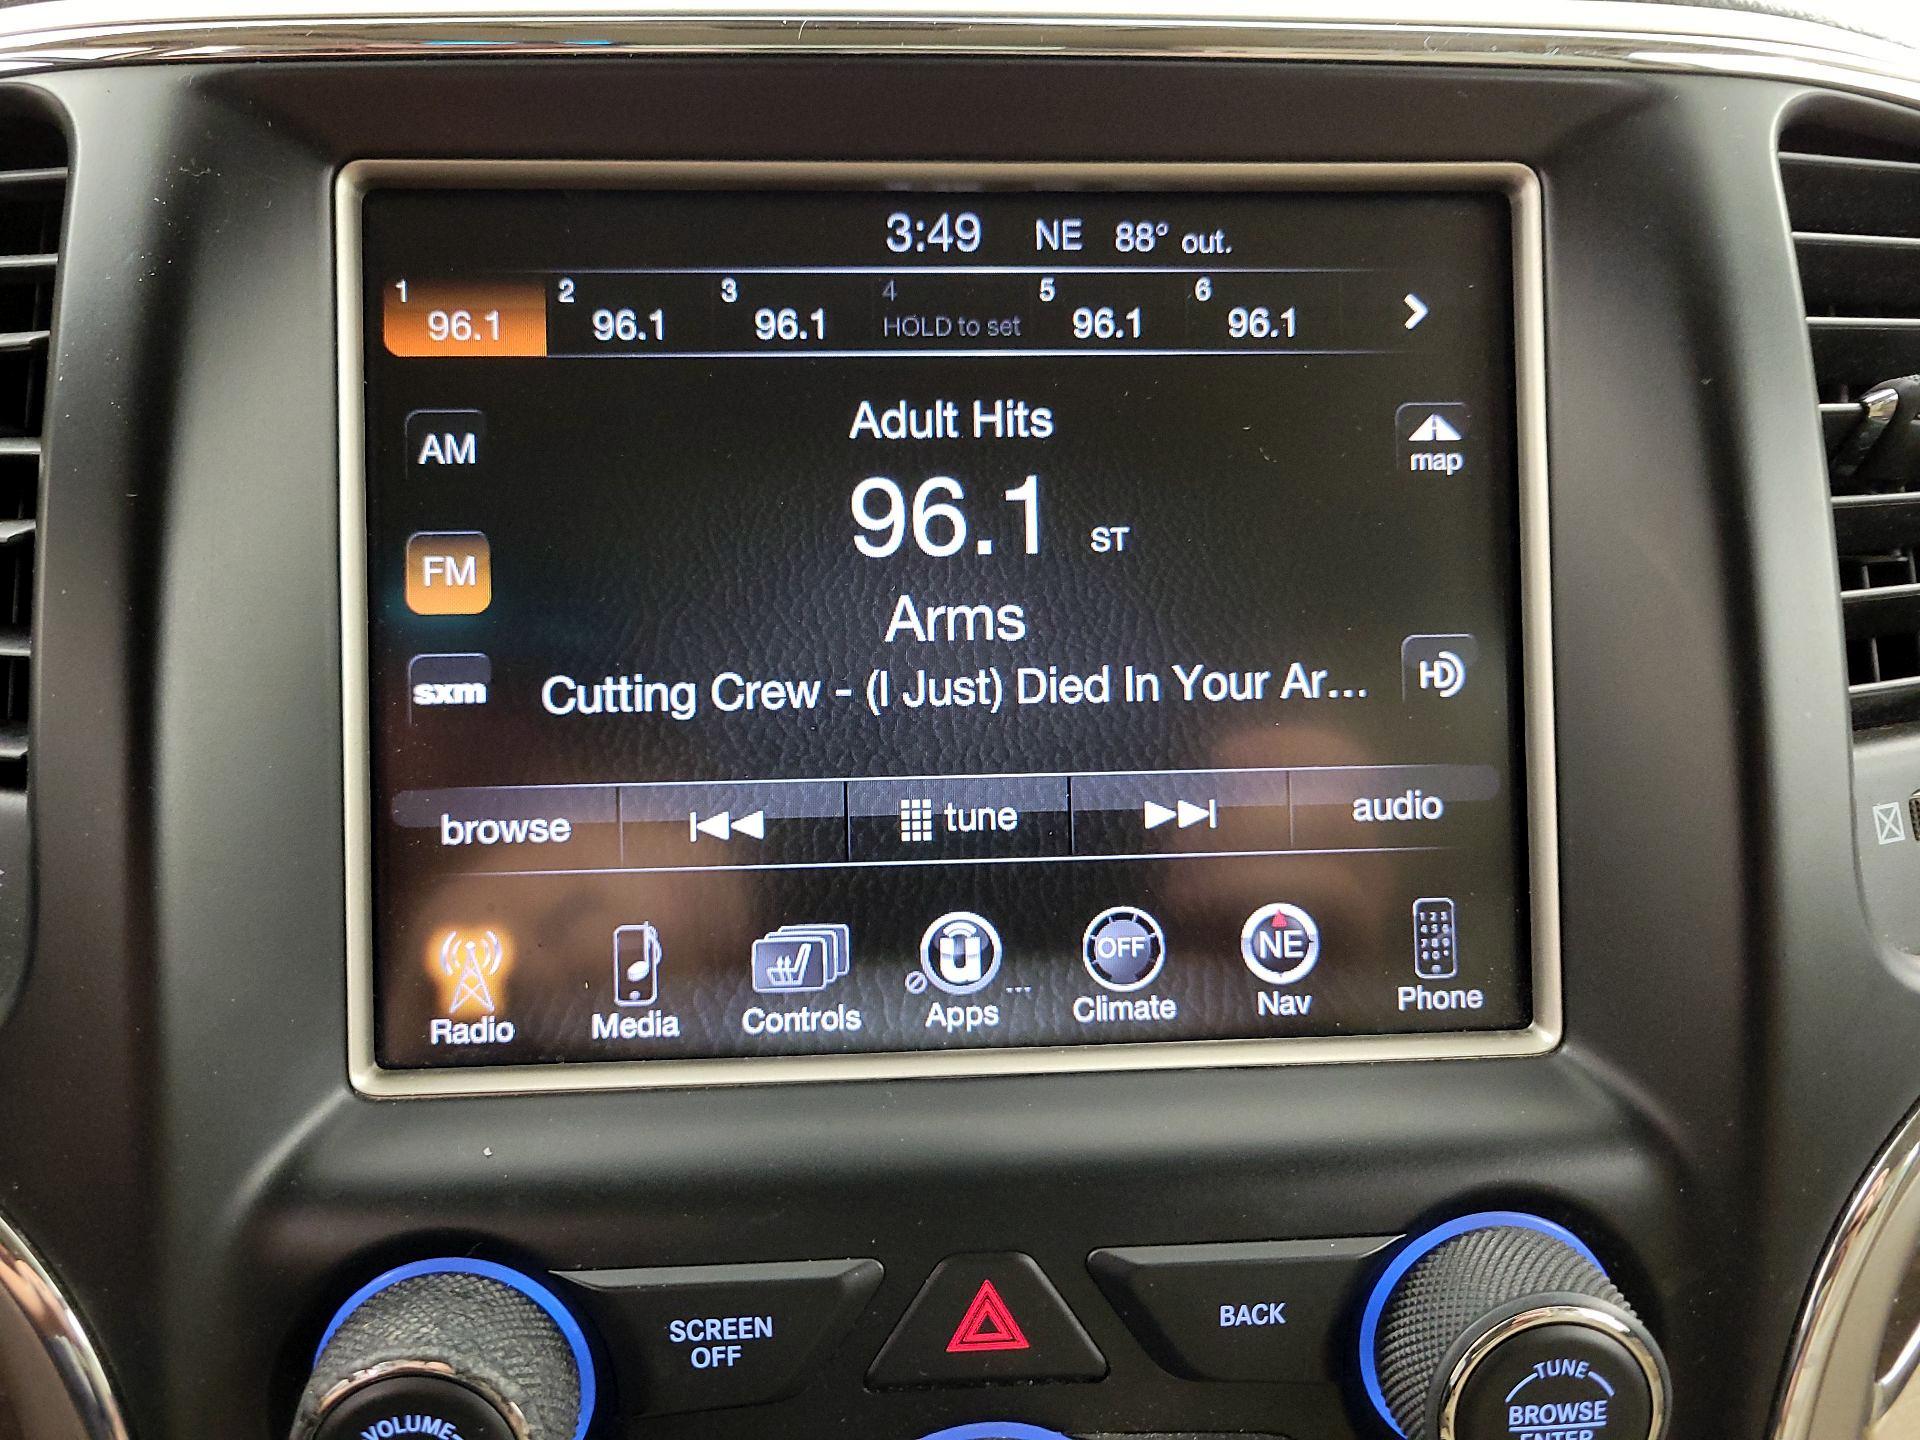 3:49 NE 88° out.
1 2 3 4 5 6
96.1 96.1 96.1 HOLD to set 96.1 96.1
Adult Hits
AM
map
96.1 ST
FM
Arms
sxm
Cutting Crew - (I Just) Died In Your Ar...
HD
browse tune audio
OFF
NE
Radio Media Controls Apps ... Climate Nav Phone
SCREEN
OFF
BACK
VOLUME
TUNE
BROWSE
ENTER